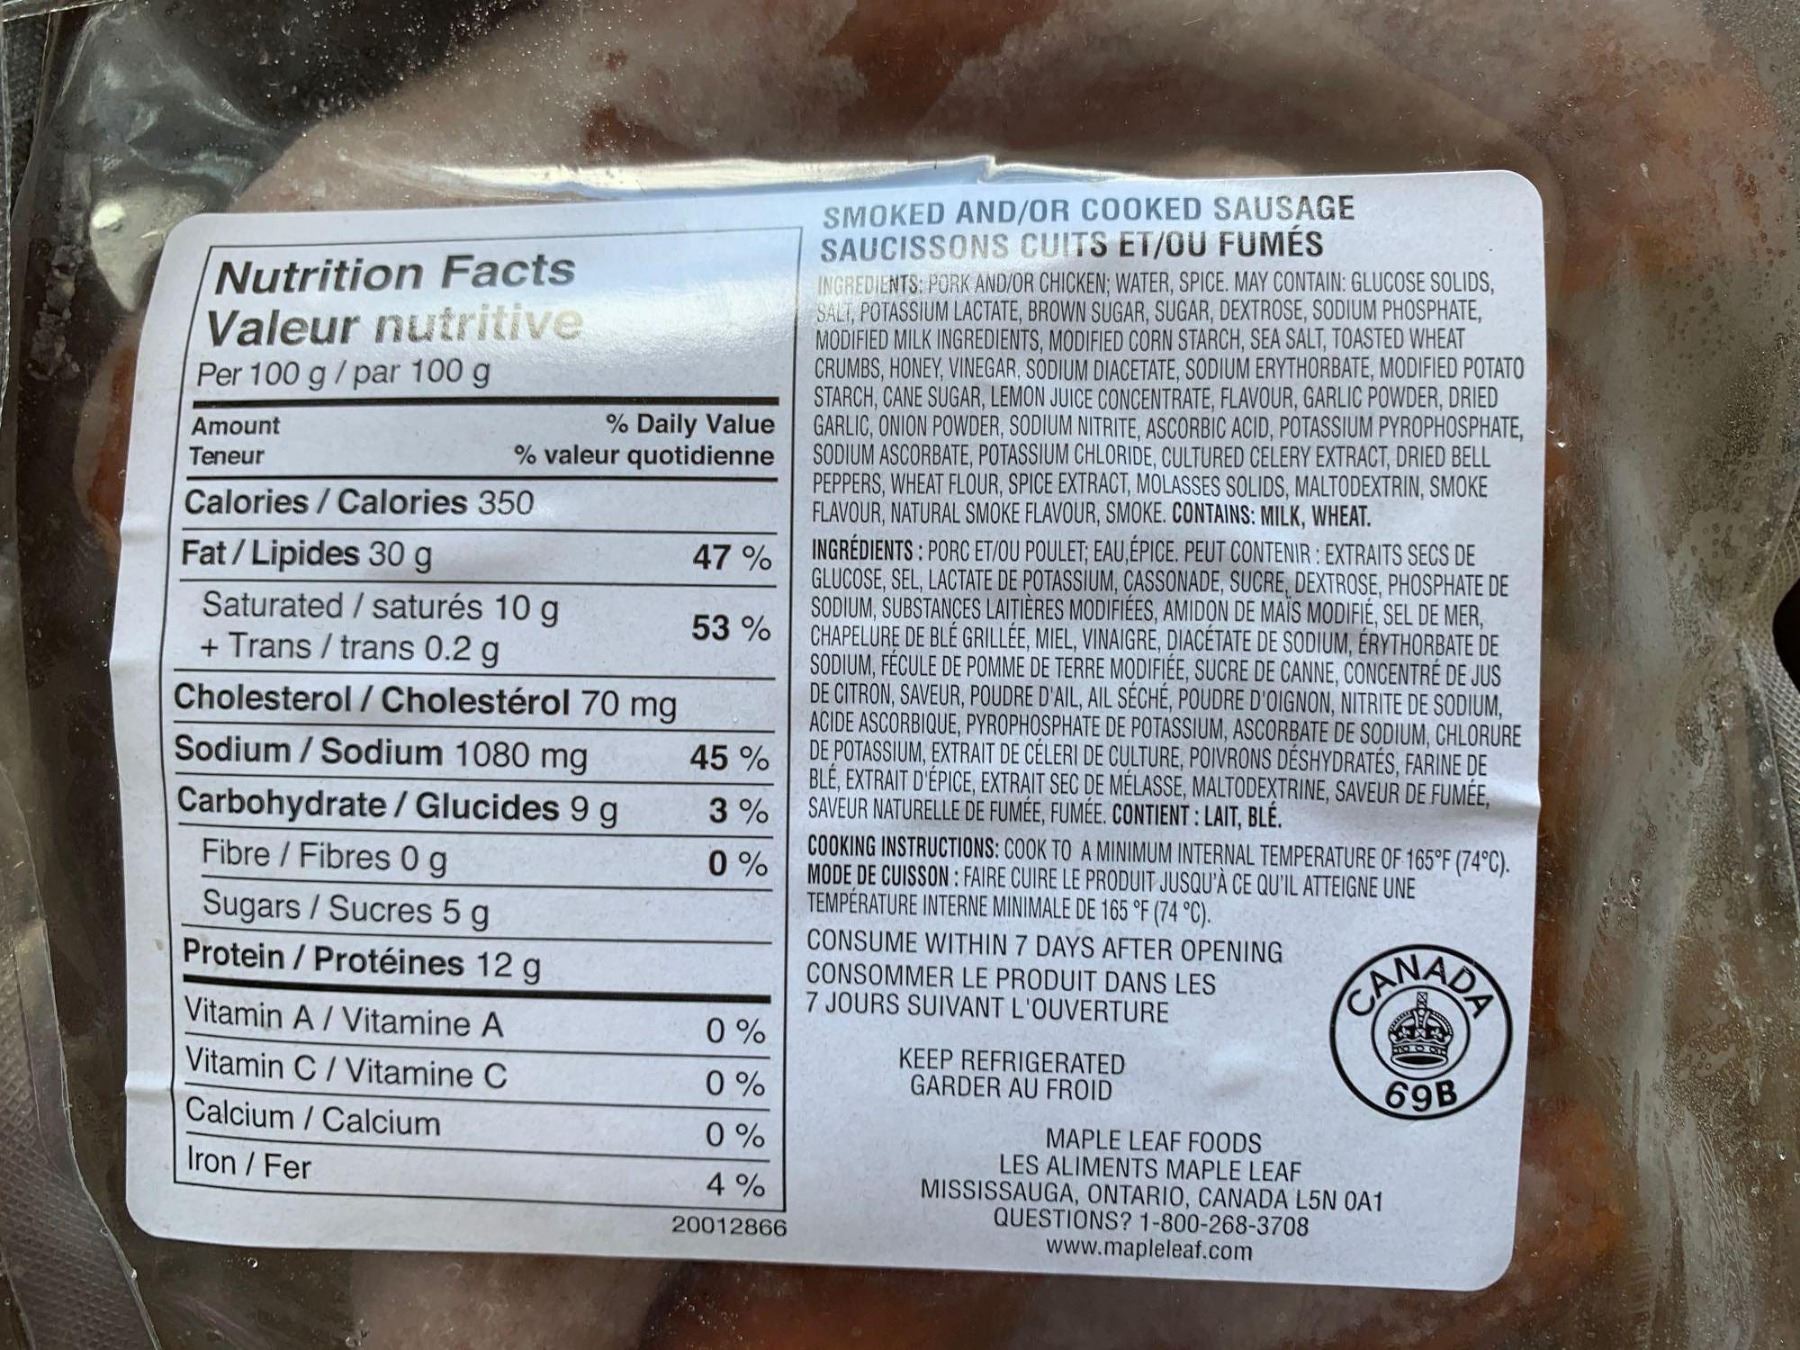 Nutrition Facts
Valeur nutritive
Per 100 g / par 100 g
Amount % Daily Value
Teneur % valeur quotidienne
Calories / Calories 350
Fat / Lipides 30 g 47 %
Saturated / saturés 10 g
+ Trans / trans 0.2 g 53 %
Cholesterol / Cholestérol 70 mg
Sodium / Sodium 1080 mg 45 %
Carbohydrate / Glucides 9 g 3 %
Fibre / Fibres 0 g 0 %
Sugars / Sucres 5 g
Protein / Protéines 12 g
Vitamin A / Vitamine A 0 %
Vitamin C / Vitamine C 0 %
Calcium / Calcium 0 %
Iron / Fer 4 %
20012866
SMOKED AND/OR COOKED SAUSAGE
SAUCISSONS CUITS ET/OU FUMÉS
INGREDIENTS: PORK AND/OR CHICKEN; WATER, SPICE. MAY CONTAIN: GLUCOSE SOLIDS,
SALT, POTASSIUM LACTATE, BROWN SUGAR, SUGAR, DEXTROSE, SODIUM PHOSPHATE,
MODIFIED MILK INGREDIENTS, MODIFIED CORN STARCH, SEA SALT, TOASTED WHEAT
CRUMBS, HONEY, VINEGAR, SODIUM DIACETATE, SODIUM ERYTHORBATE, MODIFIED POTATO
STARCH, CANE SUGAR, LEMON JUICE CONCENTRATE, FLAVOUR, GARLIC POWDER, DRIED
GARLIC, ONION POWDER, SODIUM NITRITE, ASCORBIC ACID, POTASSIUM PYROPHOSPHATE,
SODIUM ASCORBATE, POTASSIUM CHLORIDE, CULTURED CELERY EXTRACT, DRIED BELL
PEPPERS, WHEAT FLOUR, SPICE EXTRACT, MOLASSES SOLIDS, MALTODEXTRIN, SMOKE
FLAVOUR, NATURAL SMOKE FLAVOUR, SMOKE. CONTAINS: MILK, WHEAT.
INGRÉDIENTS : PORC ET/OU POULET; EAU,ÉPICE. PEUT CONTENIR : EXTRAITS SECS DE
GLUCOSE, SEL, LACTATE DE POTASSIUM, CASSONADE, SUCRE, DEXTROSE, PHOSPHATE DE
SODIUM, SUBSTANCES LAITIÈRES MODIFIÉES, AMIDON DE MAÏS MODIFIÉ, SEL DE MER,
CHAPELURE DE BLÉ GRILLÉE, MIEL, VINAIGRE, DIACÉTATE DE SODIUM, ÉRYTHORBATE DE
SODIUM, FÉCULE DE POMME DE TERRE MODIFIÉE, SUCRE DE CANNE, CONCENTRÉ DE JUS
DE CITRON, SAVEUR, POUDRE D'AIL, AIL SÉCHÉ, POUDRE D'OIGNON, NITRITE DE SODIUM,
ACIDE ASCORBIQUE, PYROPHOSPHATE DE POTASSIUM, ASCORBATE DE SODIUM, CHLORURE
DE POTASSIUM, EXTRAIT DE CÉLERI DE CULTURE, POIVRONS DÉSHYDRATÉS, FARINE DE
BLÉ, EXTRAIT D'ÉPICE, EXTRAIT SEC DE MÉLASSE, MALTODEXTRINE, SAVEUR DE FUMÉE,
SAVEUR NATURELLE DE FUMÉE, FUMÉE. CONTIENT : LAIT, BLÉ.
COOKING INSTRUCTIONS: COOK TO A MINIMUM INTERNAL TEMPERATURE OF 165°F (74°C).
MODE DE CUISSON : FAIRE CUIRE LE PRODUIT JUSQU'À CE QU'IL ATTEIGNE UNE
TEMPÉRATURE INTERNE MINIMALE DE 165 °F (74 °C).
CONSUME WITHIN 7 DAYS AFTER OPENING
CONSOMMER LE PRODUIT DANS LES
7 JOURS SUIVANT L'OUVERTURE
KEEP REFRIGERATED
GARDER AU FROID
CANADA
69B
MAPLE LEAF FOODS
LES ALIMENTS MAPLE LEAF
MISSISSAUGA, ONTARIO, CANADA L5N 0A1
QUESTIONS? 1-800-268-3708
www.mapleleaf.com